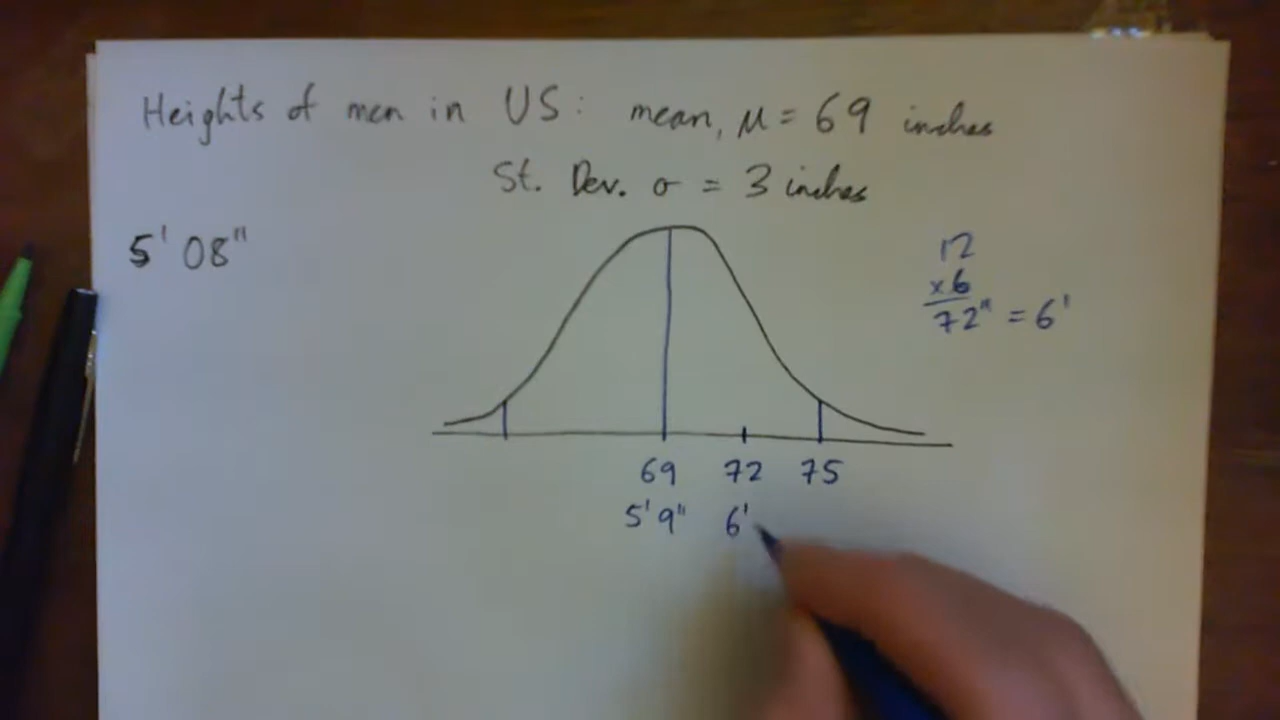 Heights of men in US: mean, μ = 69 inches
St. Dev. σ = 3 inches
5' 08"
12
x6
72" = 6'
69 72 75
5'9" 6'